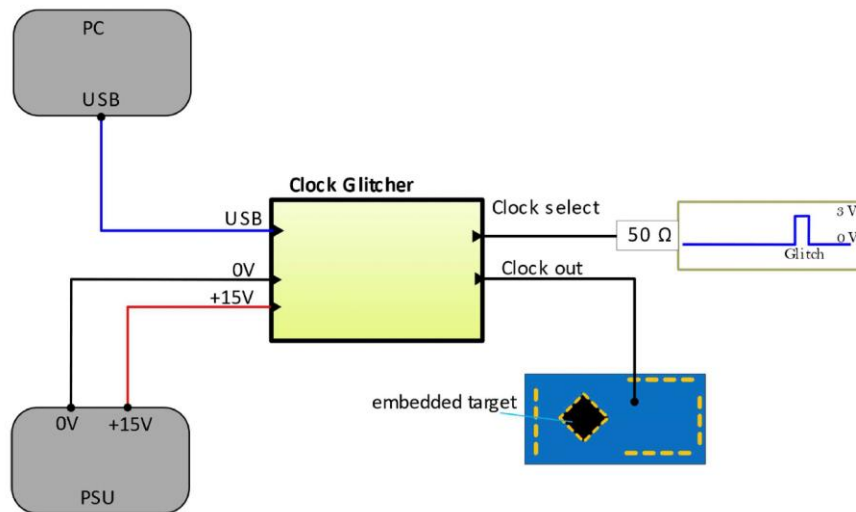 PC
USB
Clock Glitcher
USB
0V
+15V
Clock select
50 Ω
3 V
0 V
Glitch
Clock out
embedded target
0V
+15V
PSU